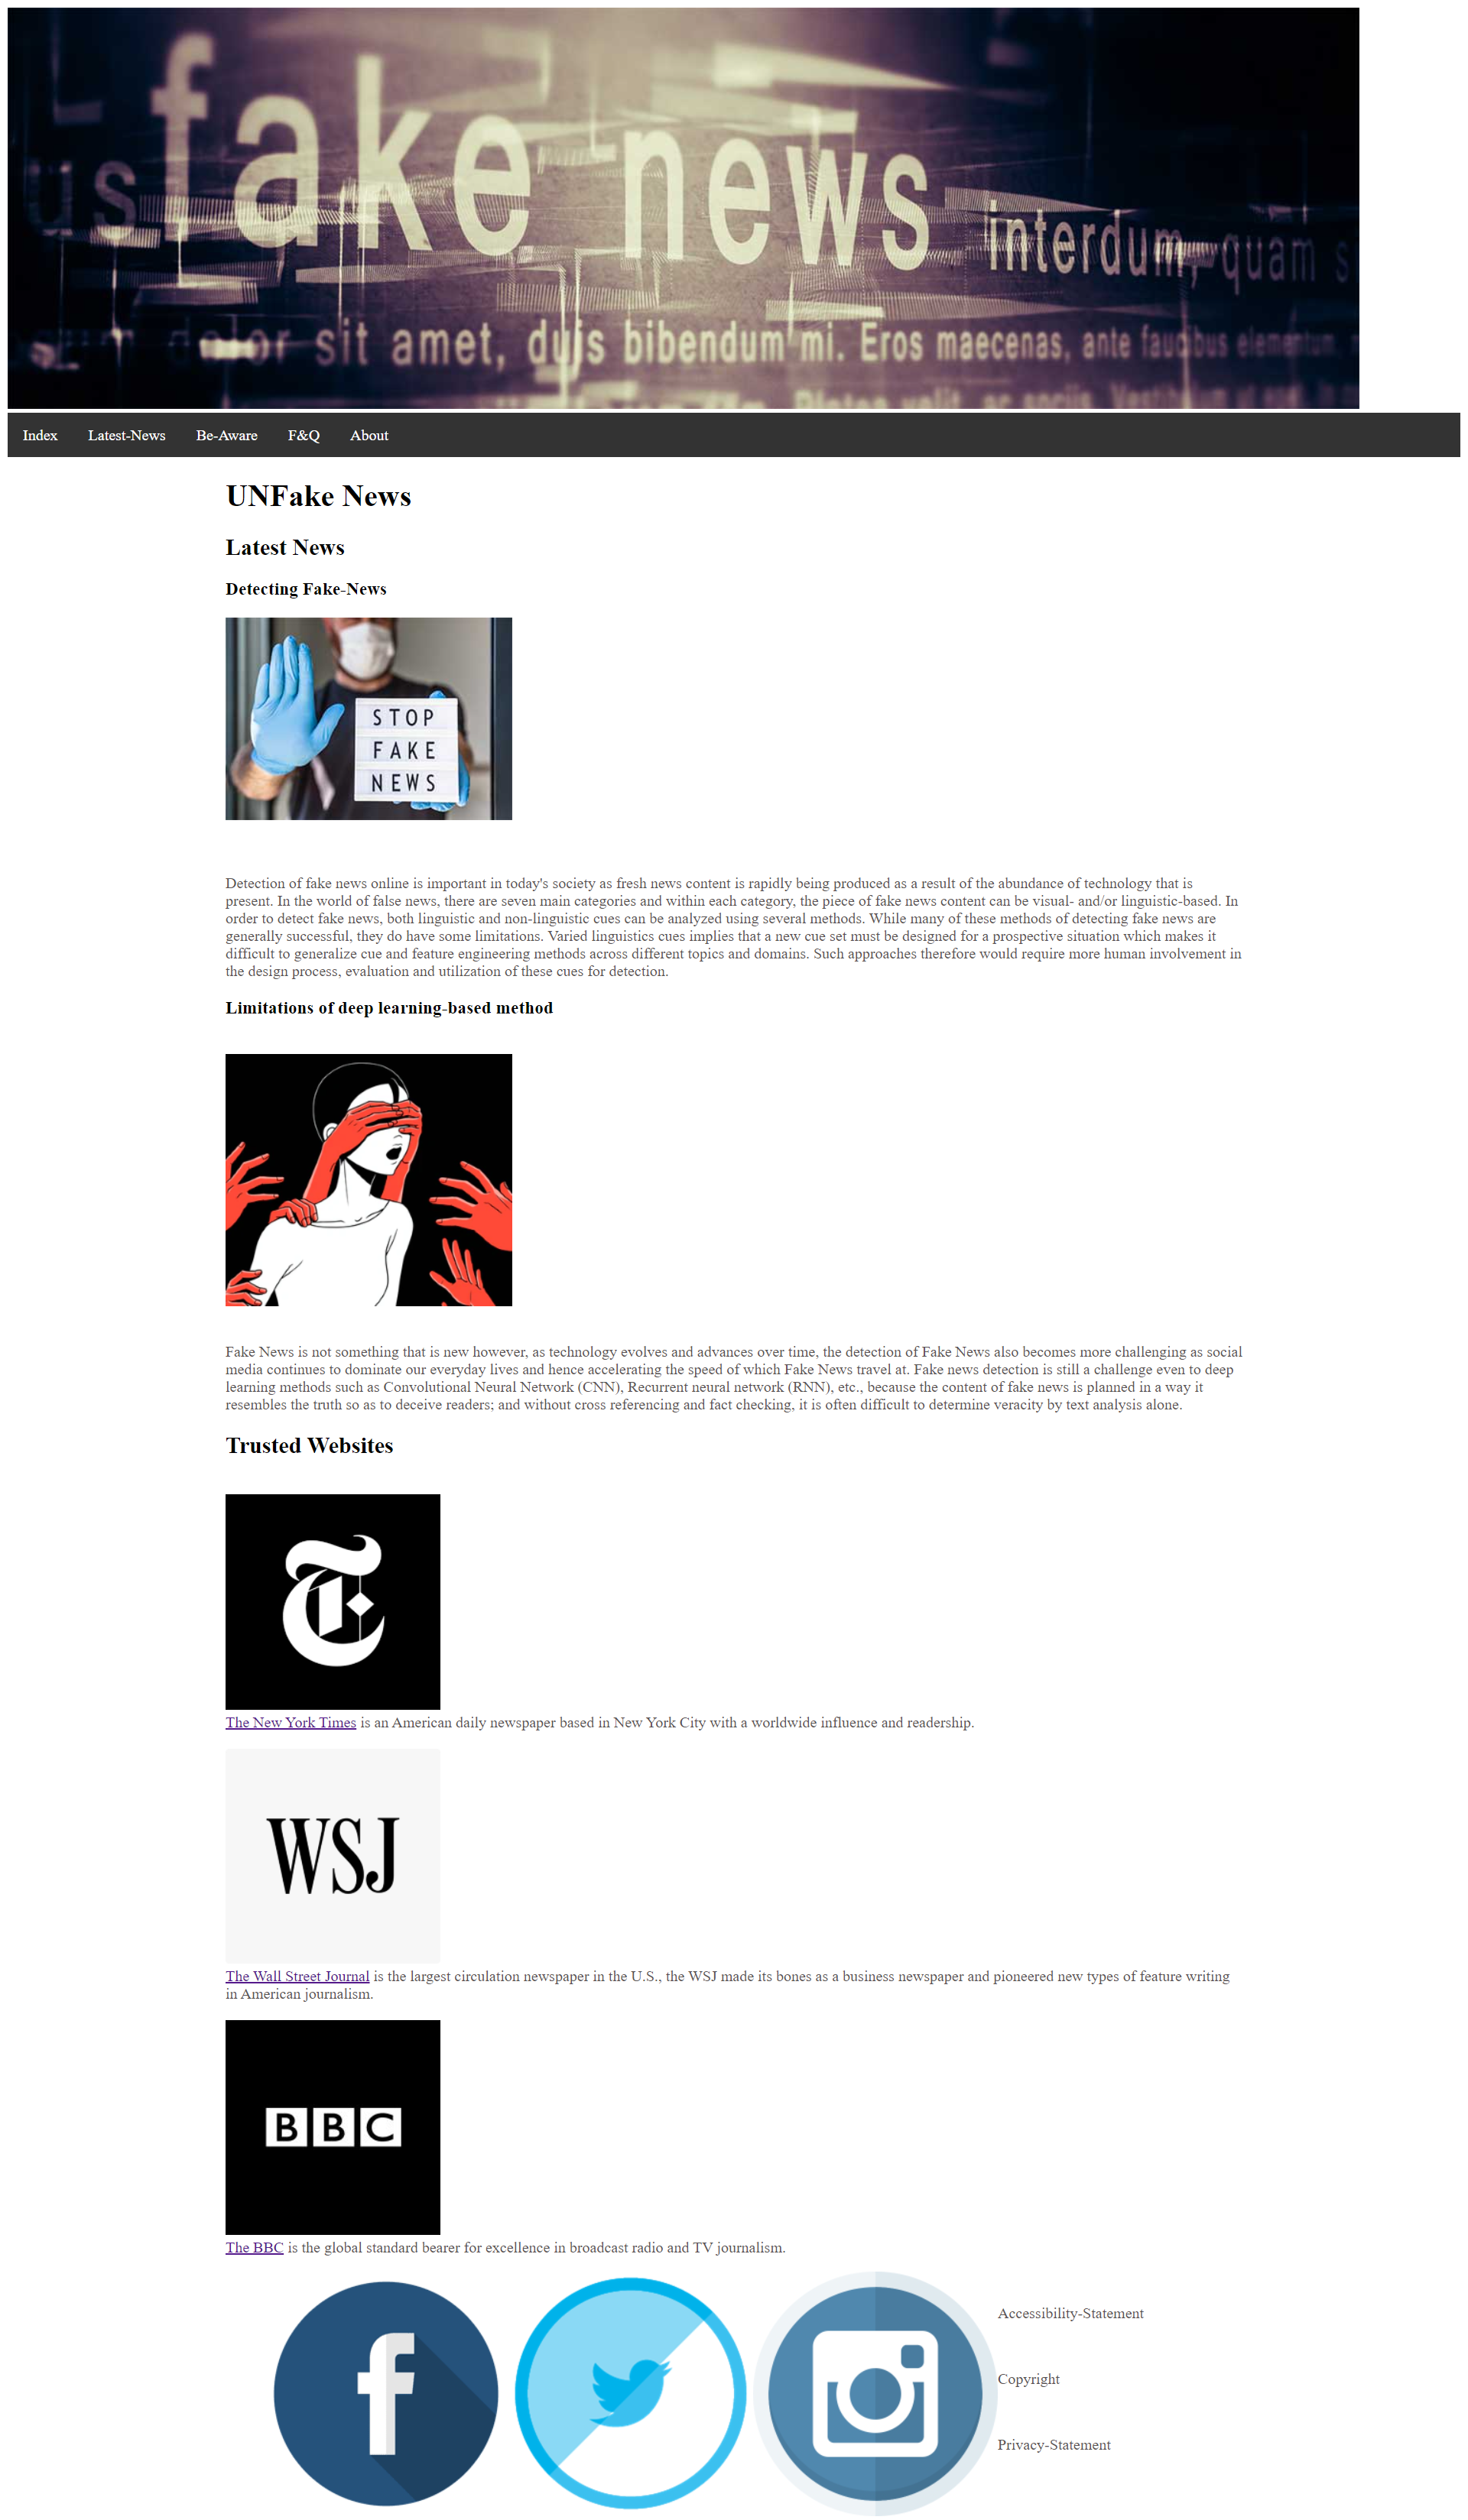 us fake news interdum, quam s
dolor sit amet, duis bibendum mi. Eros maecenas, ante faucibus elementum,
Index Latest-News Be-Aware F&Q About
UNFake News
Latest News
Detecting Fake-News
STOP
FAKE
NEWS
Detection of fake news online is important in today's society as fresh news content is rapidly being produced as a result of the abundance of technology that is
present. In the world of false news, there are seven main categories and within each category, the piece of fake news content can be visual- and/or linguistic-based. In
order to detect fake news, both linguistic and non-linguistic cues can be analyzed using several methods. While many of these methods of detecting fake news are
generally successful, they do have some limitations. Varied linguistics cues implies that a new cue set must be designed for a prospective situation which makes it
difficult to generalize cue and feature engineering methods across different topics and domains. Such approaches therefore would require more human involvement in
the design process, evaluation and utilization of these cues for detection.
Limitations of deep learning-based method
Fake News is not something that is new however, as technology evolves and advances over time, the detection of Fake News also becomes more challenging as social
media continues to dominate our everyday lives and hence accelerating the speed of which Fake News travel at. Fake news detection is still a challenge even to deep
learning methods such as Convolutional Neural Network (CNN), Recurrent neural network (RNN), etc., because the content of fake news is planned in a way it
resembles the truth so as to deceive readers; and without cross referencing and fact checking, it is often difficult to determine veracity by text analysis alone.
Trusted Websites
T
The New York Times is an American daily newspaper based in New York City with a worldwide influence and readership.
WSJ
The Wall Street Journal is the largest circulation newspaper in the U.S., the WSJ made its bones as a business newspaper and pioneered new types of feature writing
in American journalism.
BBC
The BBC is the global standard bearer for excellence in broadcast radio and TV journalism.
f
Accessibility-Statement
Copyright
Privacy-Statement